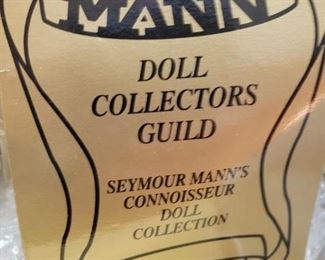 MANN
DOLL
COLLECTORS
GUILD
SEYMOUR MANN'S
CONNOISSEUR
DOLL
COLLECTION